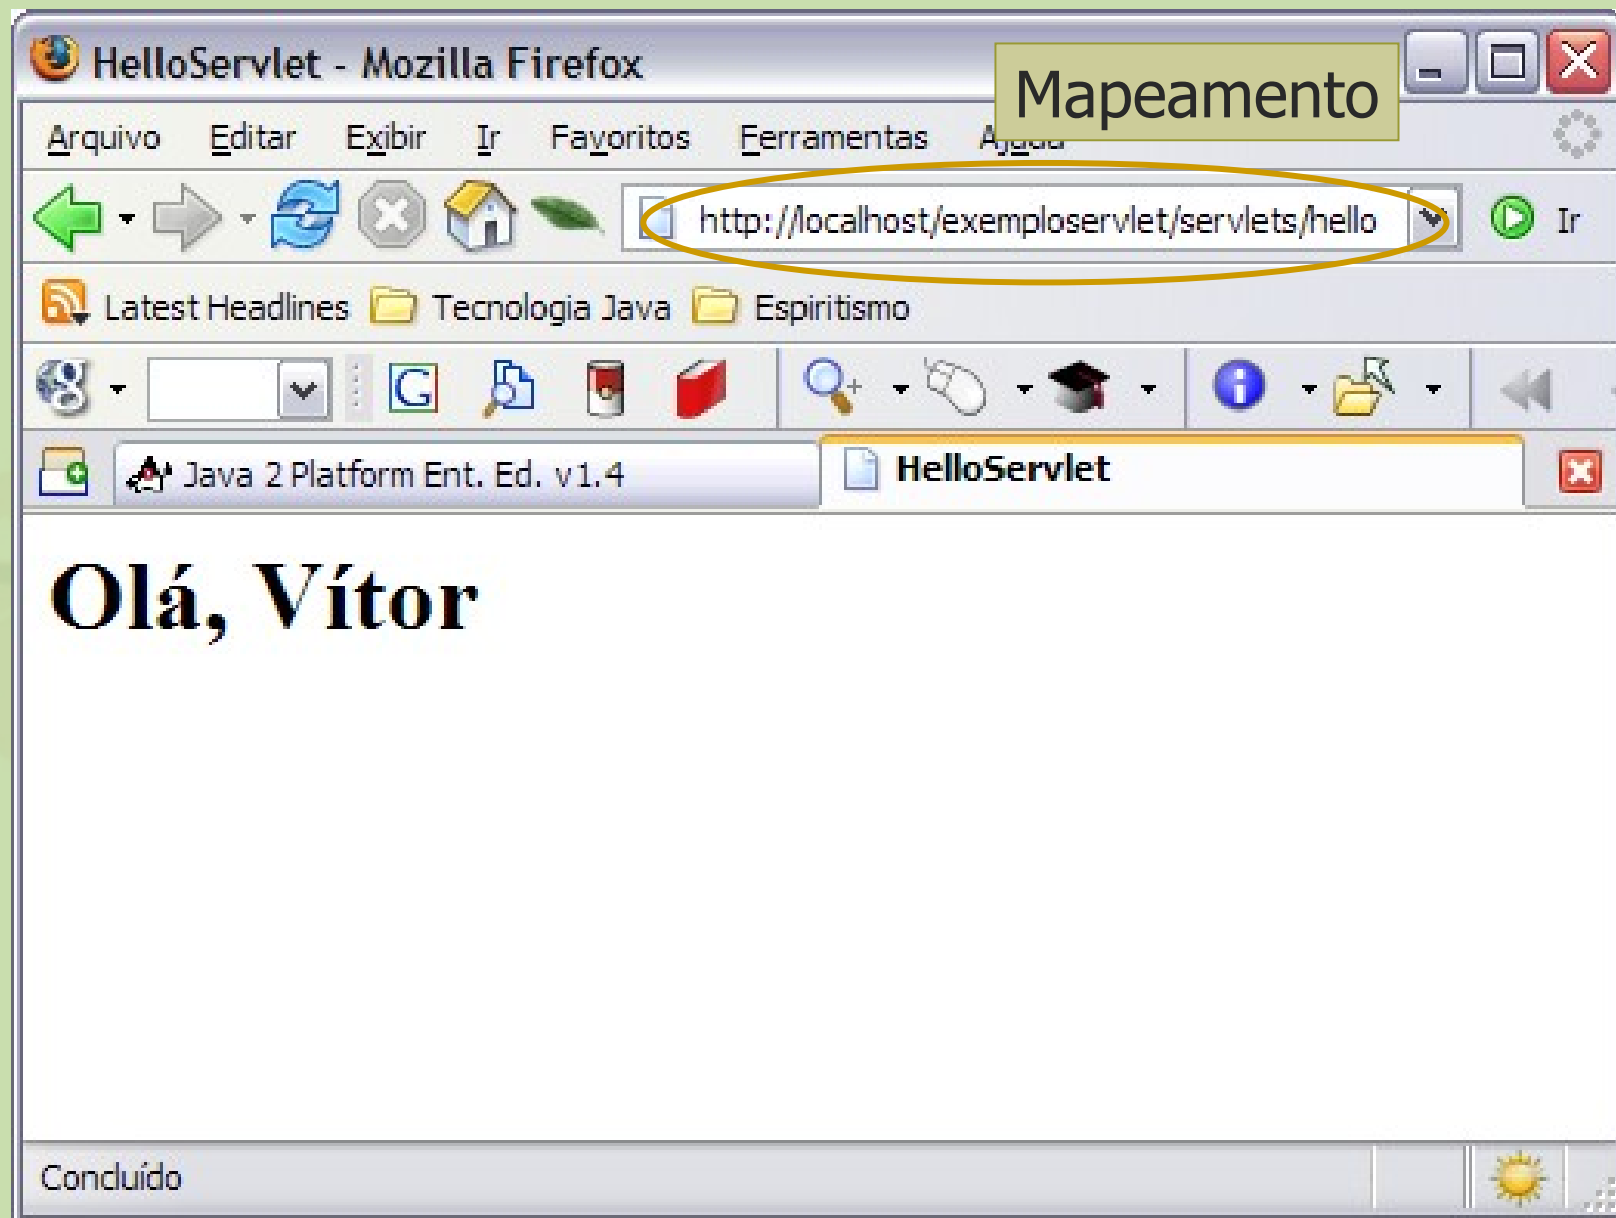 HelloServlet - Mozilla Firefox
Mapeamento
Arquivo Editar Exibir Ir Favoritos Ferramentas Ajuda
http://localhost/exemploservlet/servlets/hello Ir
Latest Headlines Tecnologia Java Espiritismo
Java 2 Platform Ent. Ed. v1.4 HelloServlet
Olá, Vítor
Concluído